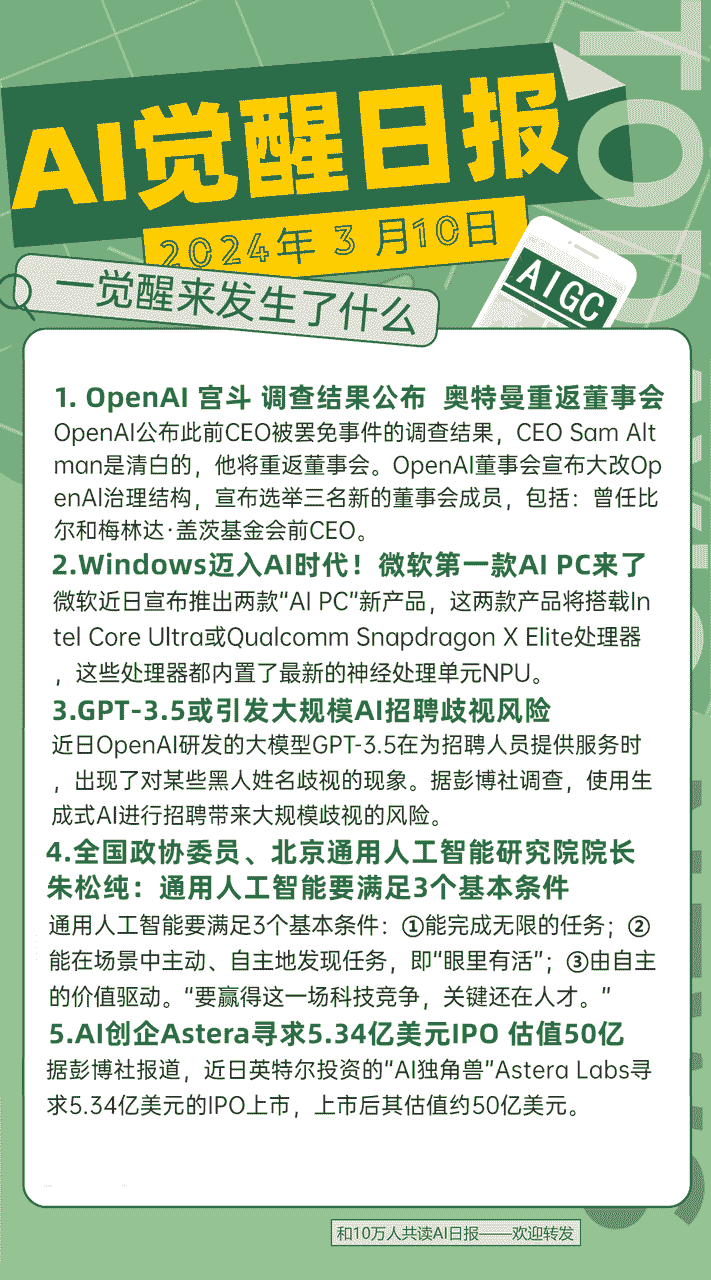 AI觉醒日报
2024年 3 月10日
一觉醒来发生了什么
AIGC
1. OpenAI 宫斗 调查结果公布 奥特曼重返董事会
OpenAI公布此前CEO被罢免事件的调查结果，CEO Sam Alt
man是清白的，他将重返董事会。OpenAI董事会宣布大改Op
enAI治理结构，宣布选举三名新的董事会成员，包括：曾任比
尔和梅林达·盖茨基金会前CEO。
2.Windows迈入AI时代！微软第一款AI PC来了
微软近日宣布推出两款“AI PC”新产品，这两款产品将搭载In
tel Core Ultra或Qualcomm Snapdragon X Elite处理器
，这些处理器都内置了最新的神经处理单元NPU。
3.GPT-3.5或引发大规模AI招聘歧视风险
近日OpenAI研发的大模型GPT-3.5在为招聘人员提供服务时
，出现了对某些黑人姓名歧视的现象。据彭博社调查，使用生
成式AI进行招聘带来大规模歧视的风险。
4.全国政协委员、北京通用人工智能研究院院长
朱松纯：通用人工智能要满足3个基本条件
通用人工智能要满足3个基本条件：①能完成无限的任务；②
能在场景中主动、自主地发现任务，即“眼里有活”；③由自主
的价值驱动。“要赢得这一场科技竞争，关键还在人才。”
5.AI创企Astera寻求5.34亿美元IPO 估值50亿
据彭博社报道，近日英特尔投资的“AI独角兽”Astera Labs寻
求5.34亿美元的IPO上市，上市后其估值约50亿美元。
和10万人共读AI日报——欢迎转发